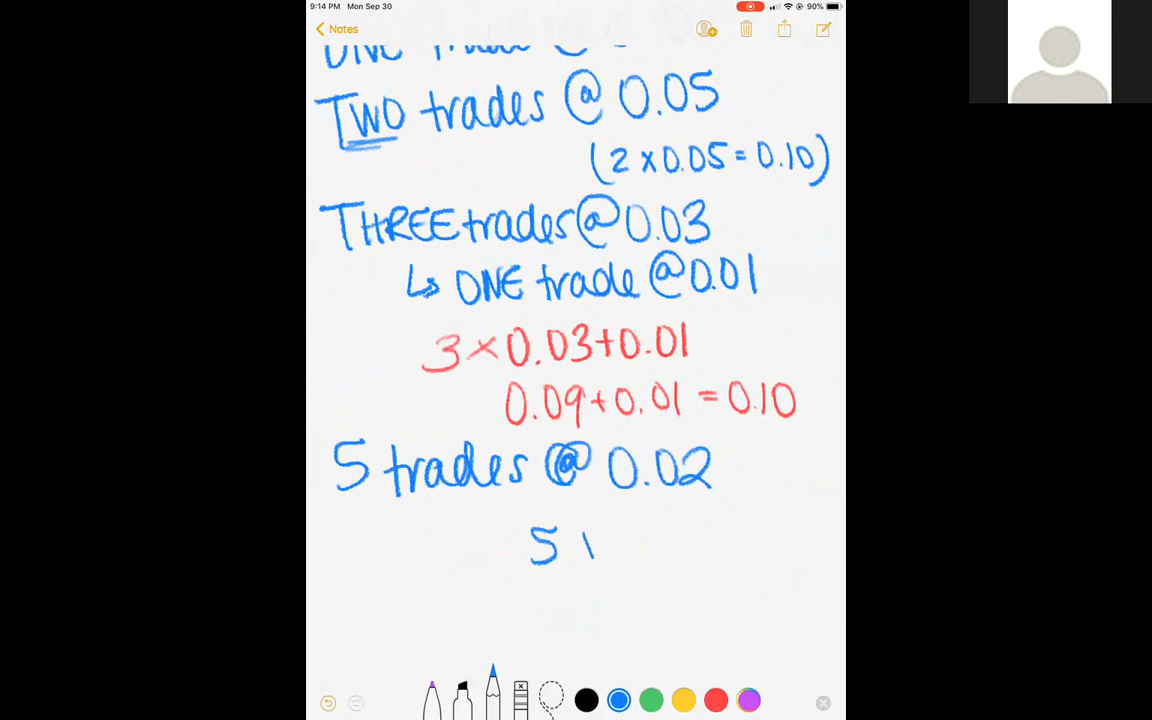 9:14 PM Mon Sep 30
90%
Notes
ONE trade @
TWO trades @ 0.05
(2 x 0.05 = 0.10)
THREE trades @ 0.03
↳ ONE trade @ 0.01
3 x 0.03 + 0.01
0.09 + 0.01 = 0.10
5 trades @ 0.02
5 \